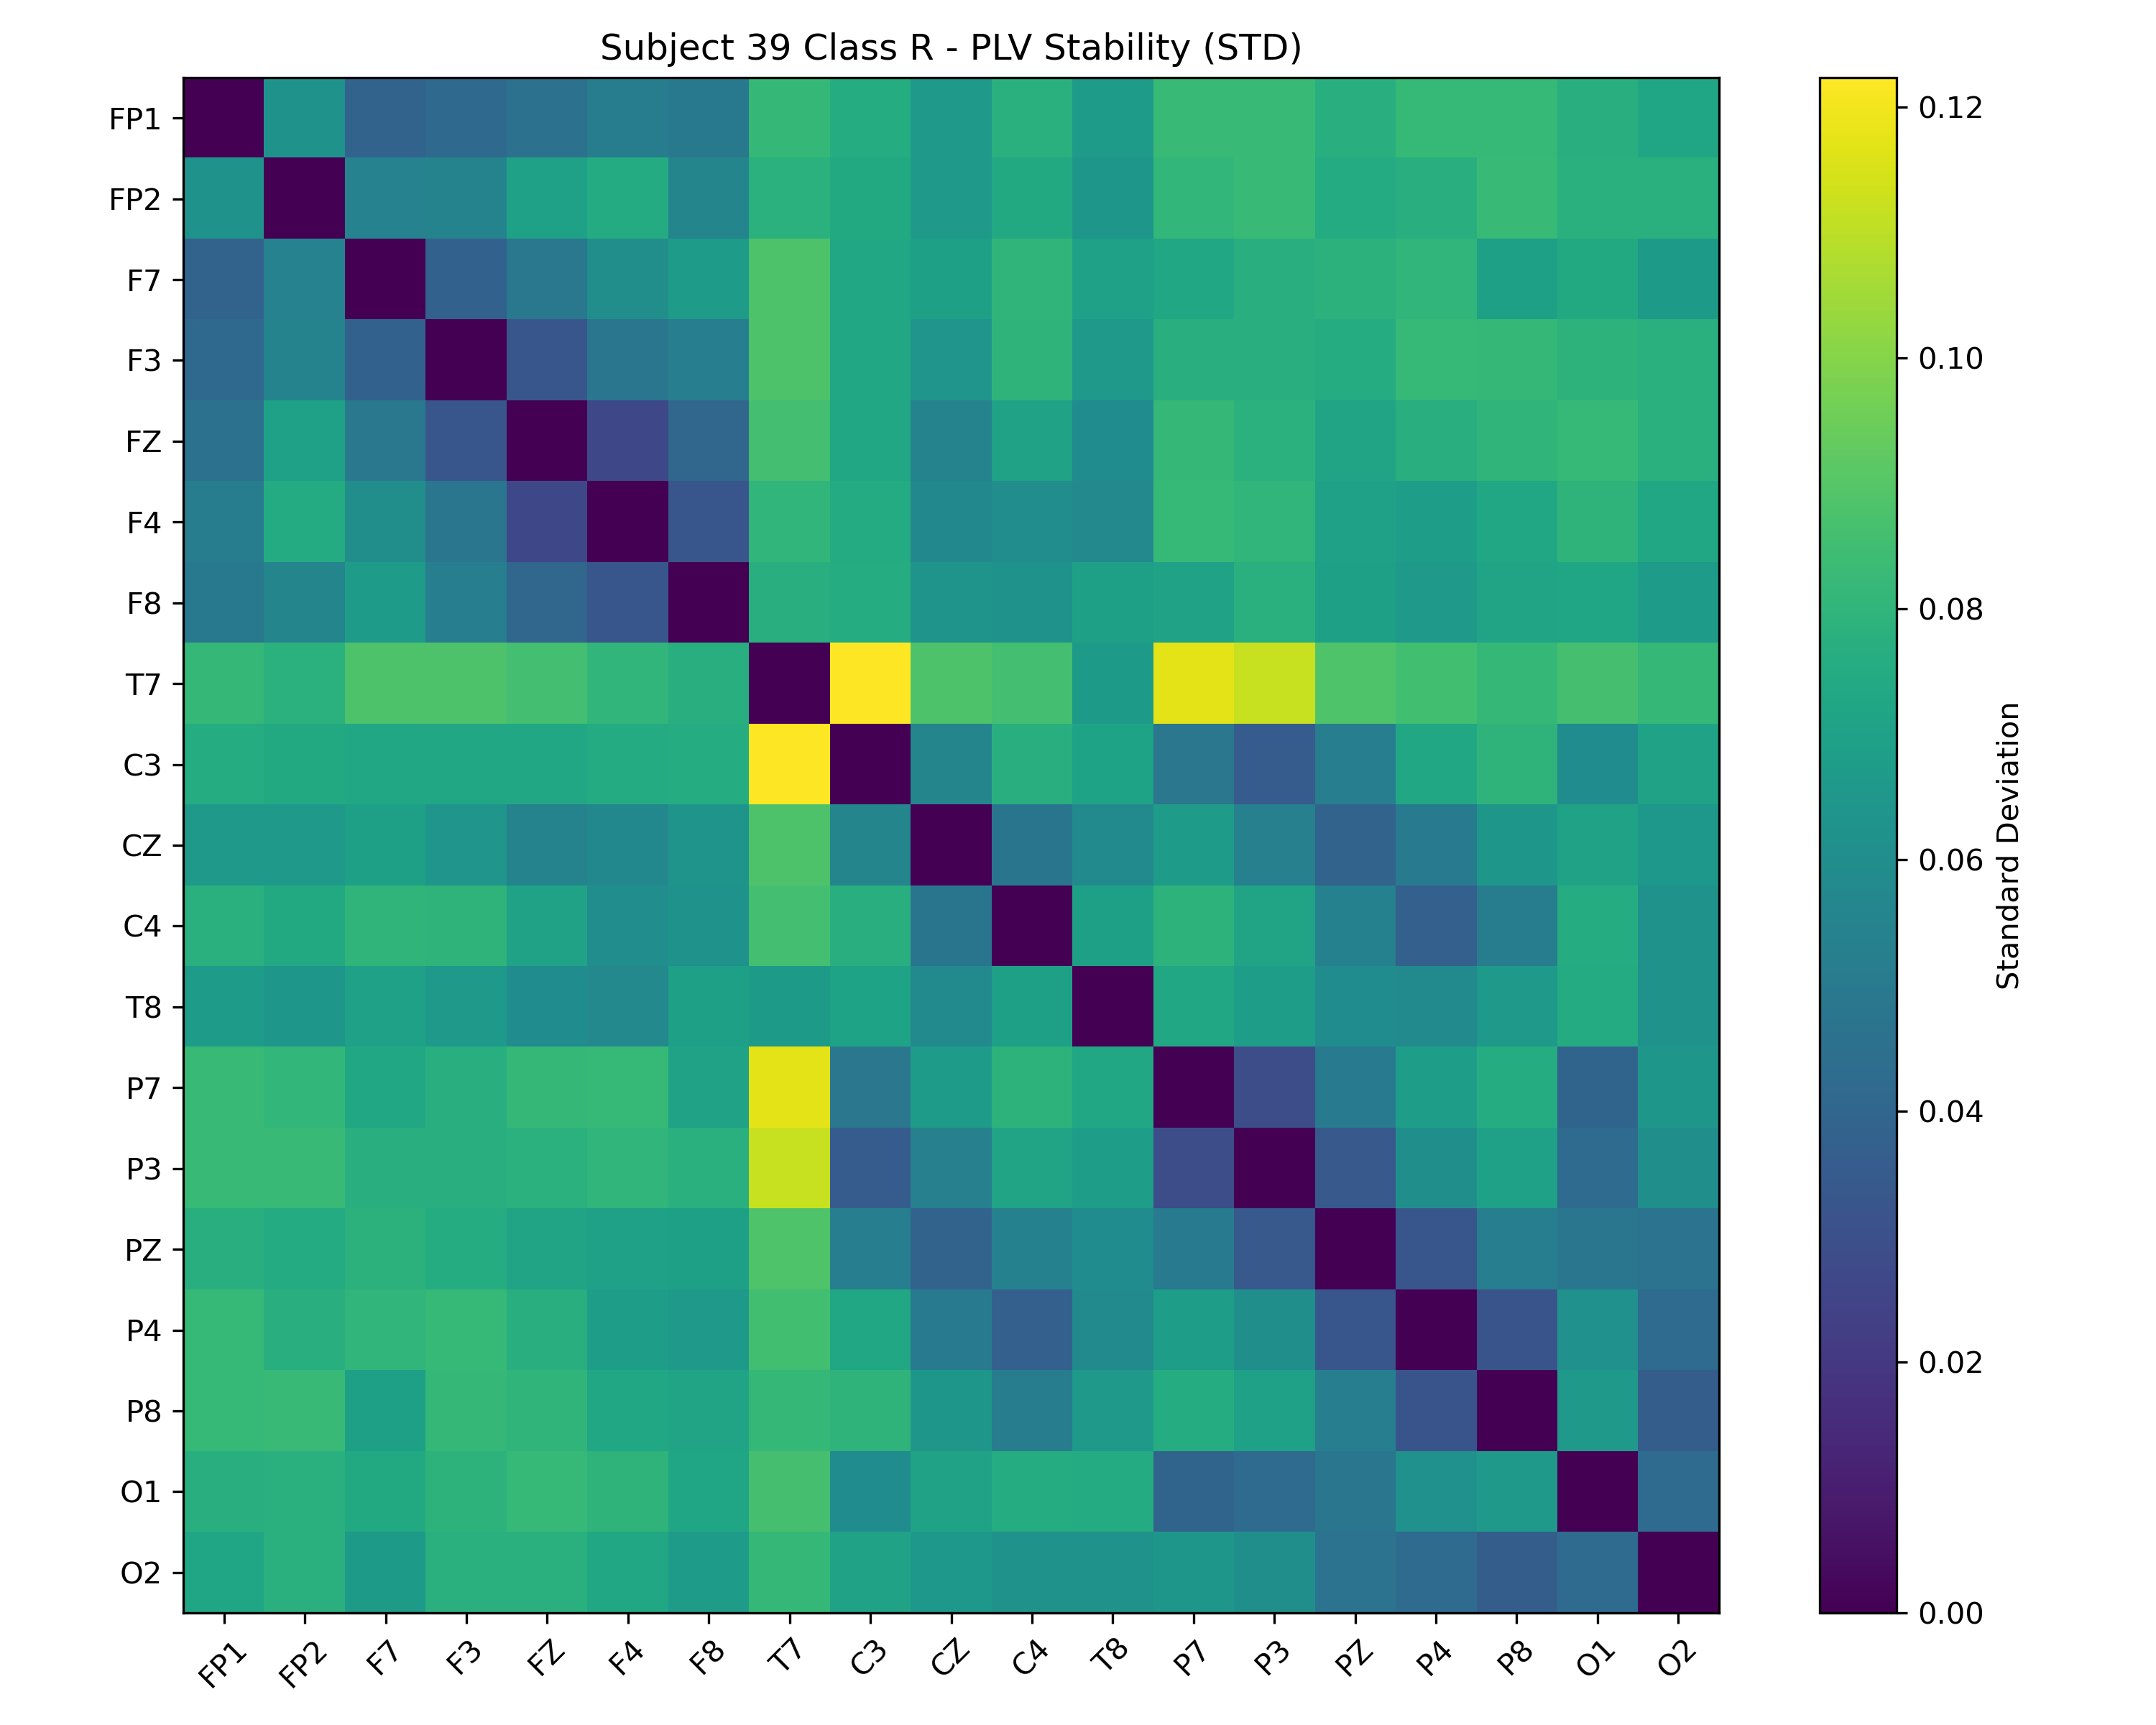 Subject 39 Class R - PLV Stability (STD)
FP1
FP2
F7
F3
FZ
F4
F8
T7
C3
CZ
C4
T8
P7
P3
PZ
P4
P8
O1
O2
FP1 FP2 F7 F3 FZ F4 F8 T7 C3 CZ C4 T8 P7 P3 PZ P4 P8 O1 O2
0.12
0.10
0.08
0.06
0.04
0.02
0.00
Standard Deviation